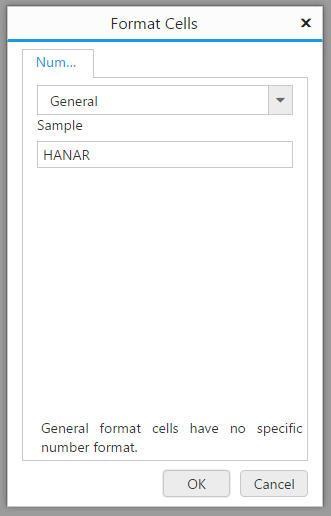 Format Cells
Num...
General
Sample
HANAR
General format cells have no specific
number format.
OK
Cancel